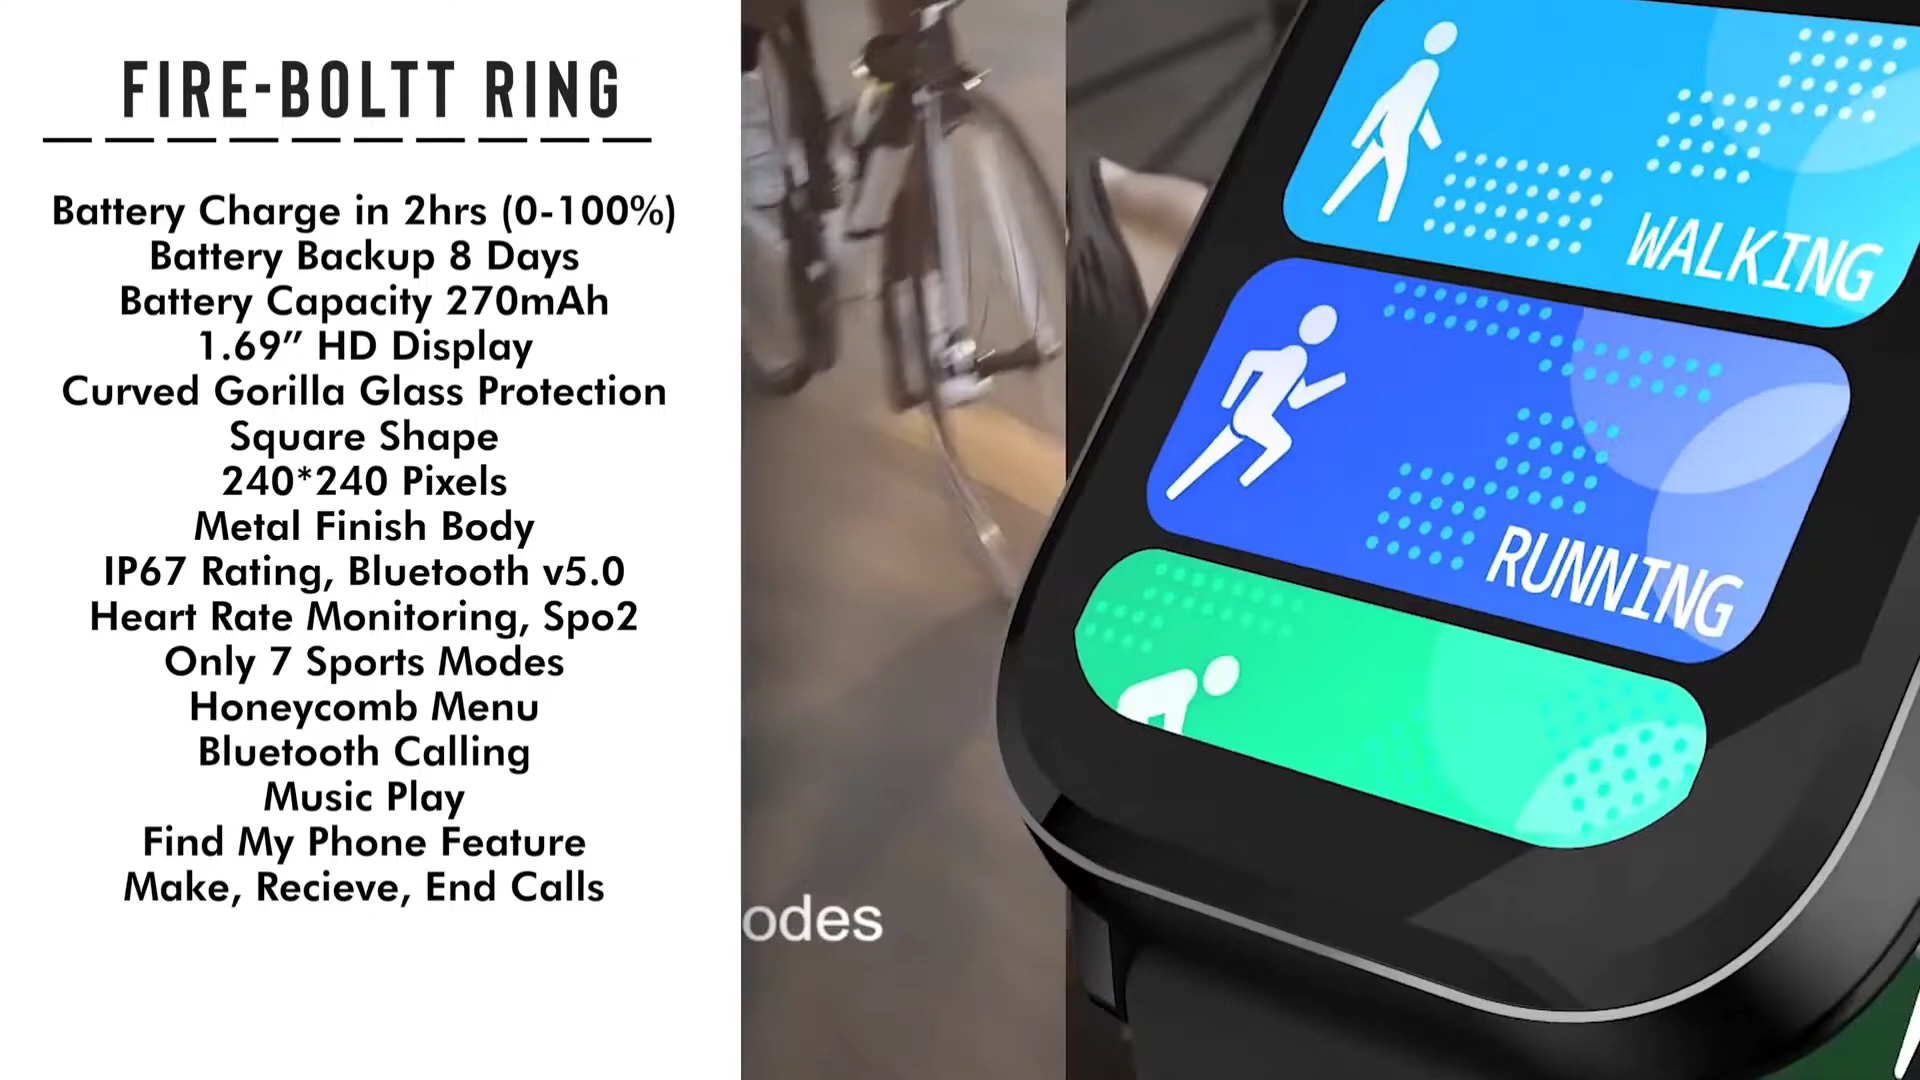 FIRE-BOLTT RING
Battery Charge in 2hrs (0-100%)
Battery Backup 8 Days
Battery Capacity 270mAh
1.69” HD Display
Curved Gorilla Glass Protection
Square Shape
240*240 Pixels
Metal Finish Body
IP67 Rating, Bluetooth v5.0
Heart Rate Monitoring, Spo2
Only 7 Sports Modes
Honeycomb Menu
Bluetooth Calling
Music Play
Find My Phone Feature
Make, Recieve, End Calls
odes
WALKING
RUNNING